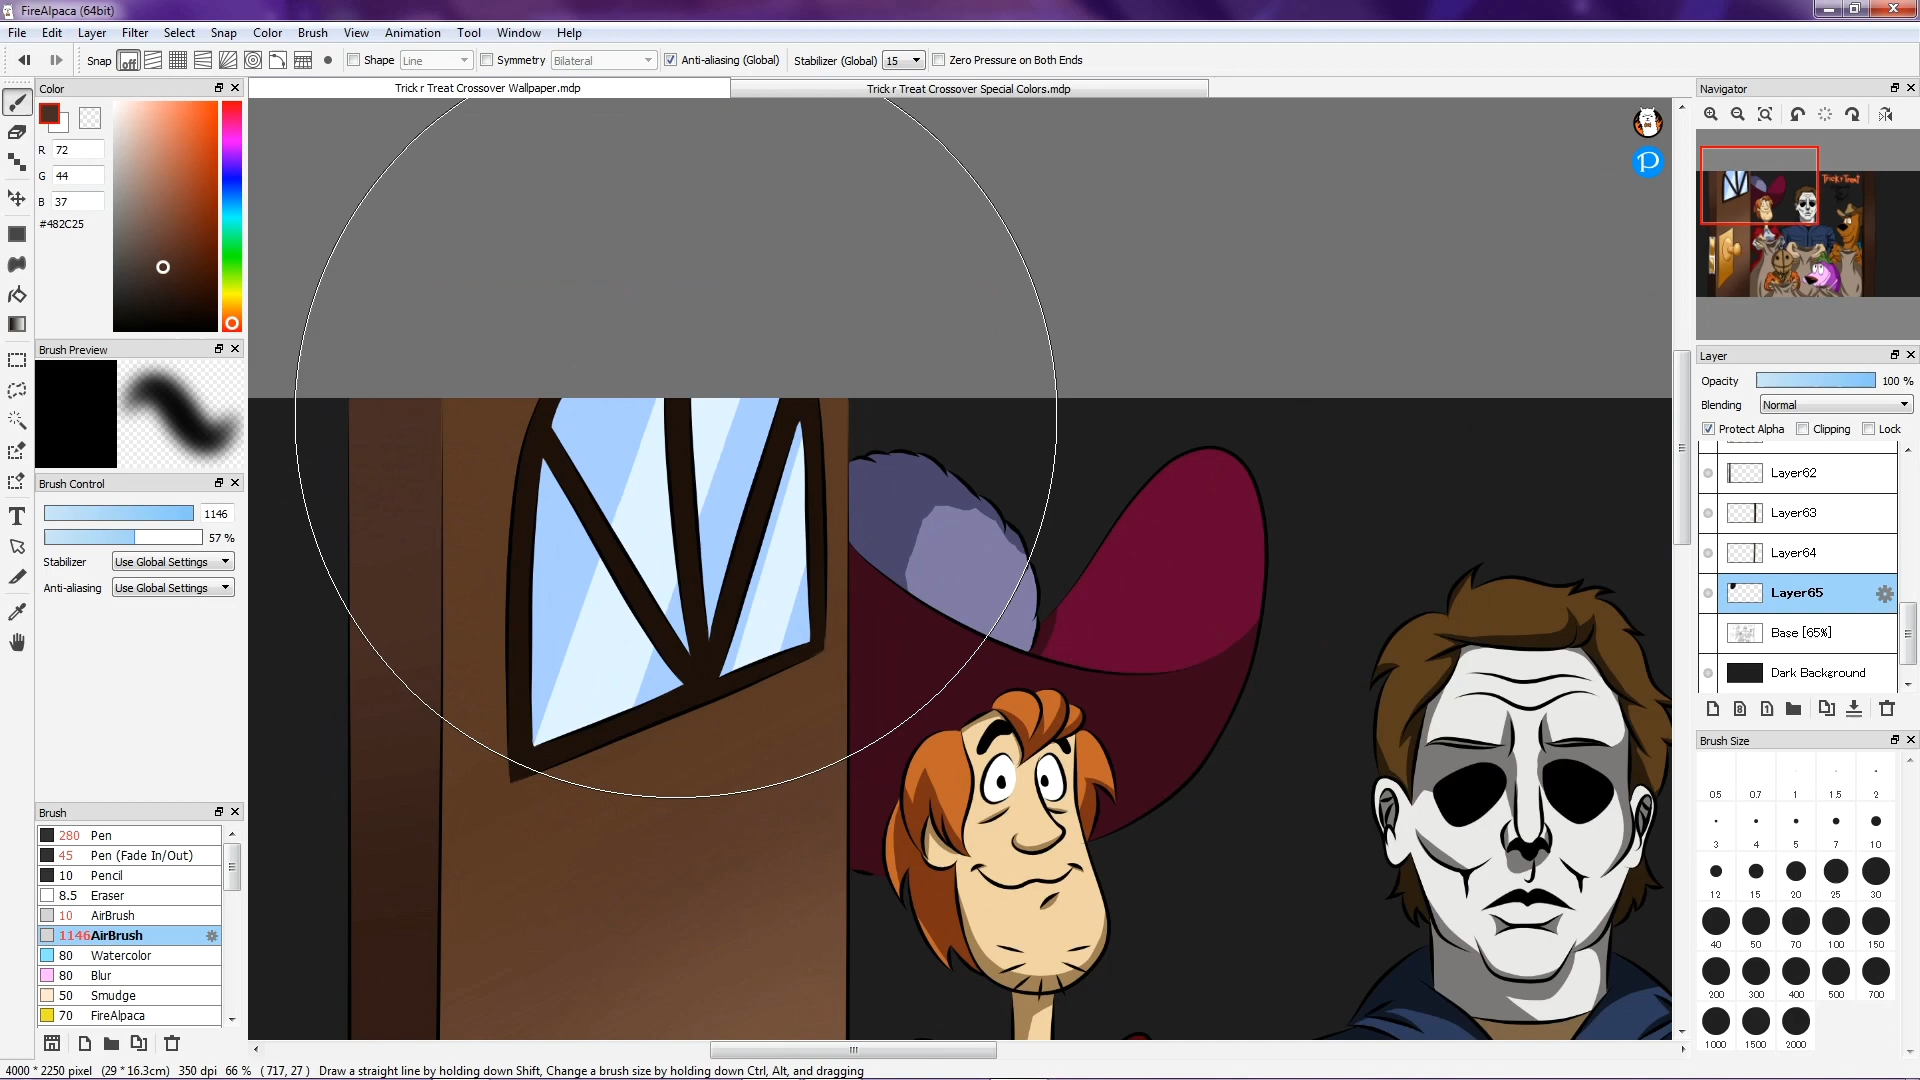 FireAlpaca (64bit)
File Edit Layer Filter Select Snap Color Brush View Animation Tool Window Help
Snap off Shape Line Symmetry Bilateral Anti-aliasing (Global) Stabilizer (Global) 15 Zero Pressure on Both Ends
Color
Trick r Treat Crossover Wallpaper.mdp
Trick r Treat Crossover Special Colors.mdp
Navigator
R 72
G 44
B 37
#482C25
Trick r Treat
Brush Preview
Layer
Opacity 100 %
Blending Normal
Protect Alpha Clipping Lock
Layer62
Layer63
Layer64
Layer65
Base [65%]
Dark Background
Brush Control
1146
57 %
Stabilizer Use Global Settings
Anti-aliasing Use Global Settings
Brush Size
0.5 0.7 1 1.5 2
3 4 5 7 10
12 15 20 25 30
40 50 70 100 150
200 300 400 500 700
1000 1500 2000
Brush
280 Pen
45 Pen (Fade In/Out)
10 Pencil
8.5 Eraser
10 AirBrush
1146 AirBrush
80 Watercolor
80 Blur
50 Smudge
70 FireAlpaca
4000 * 2250 pixel (29 * 16.3cm) 350 dpi 66 % ( 717, 27 ) Draw a straight line by holding down Shift, Change a brush size by holding down Ctrl, Alt, and dragging